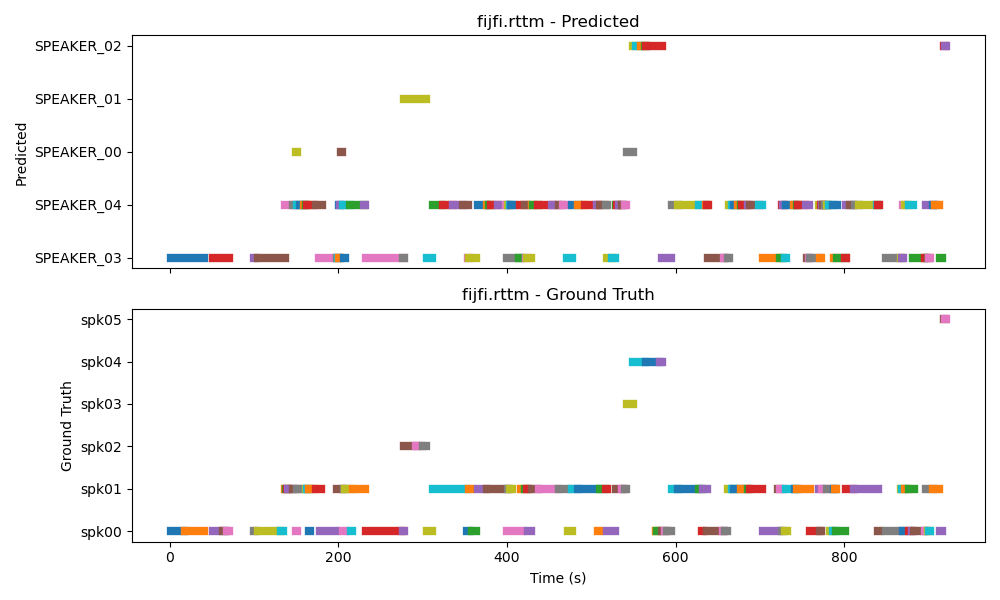 fijfi.rttm - Predicted
SPEAKER_02
SPEAKER_01
SPEAKER_00
SPEAKER_04
SPEAKER_03
Predicted
fijfi.rttm - Ground Truth
spk05
spk04
spk03
spk02
spk01
spk00
Ground Truth
0 200 400 600 800
Time (s)